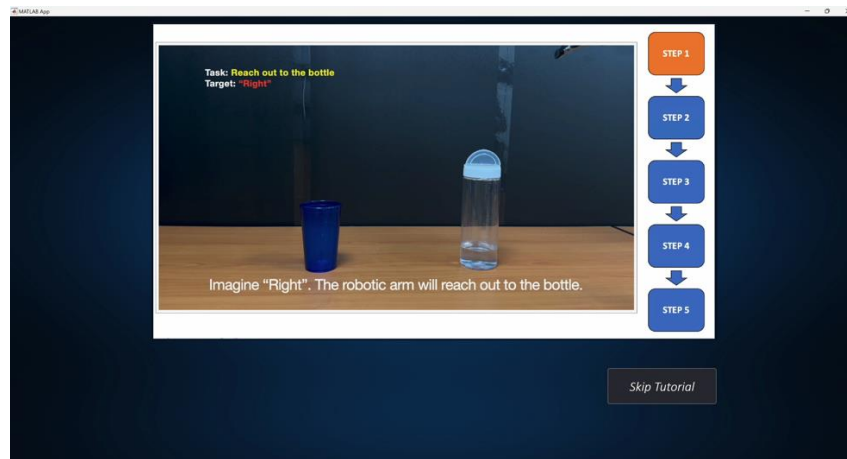 MATLAB App
Task: Reach out to the bottle
Target: "Right"
Imagine "Right". The robotic arm will reach out to the bottle.
STEP 1
STEP 2
STEP 3
STEP 4
STEP 5
Skip Tutorial